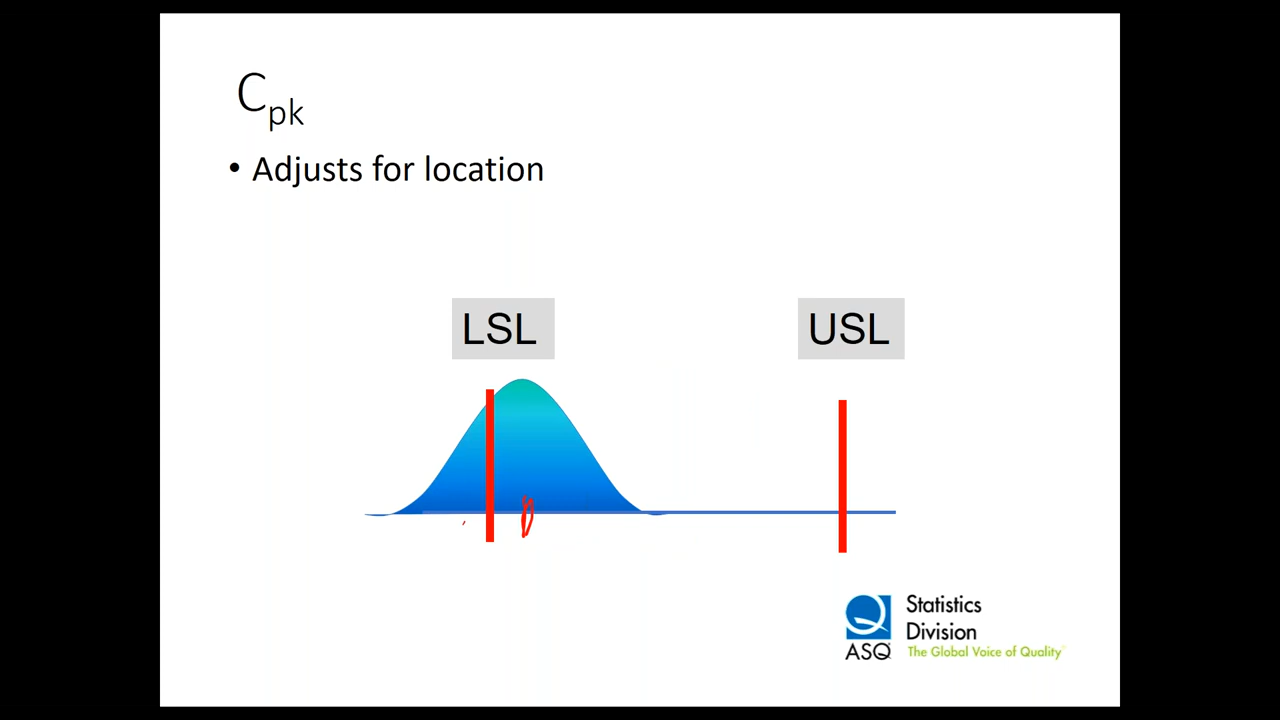 Cpk
• Adjusts for location
LSL
USL
Statistics
Division
ASQ The Global Voice of Quality